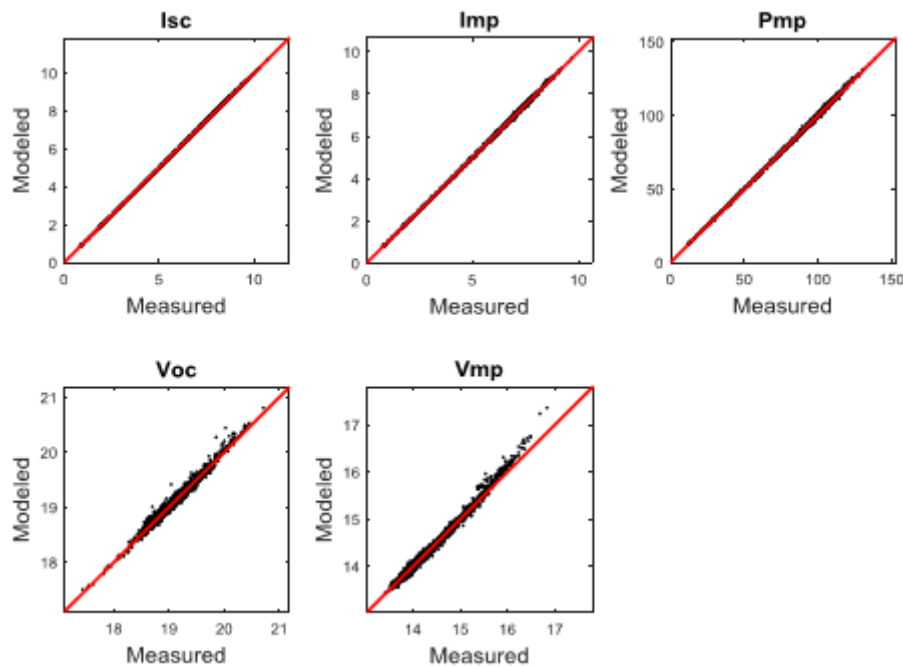 Isc
Modeled
10
8
6
4
2
0
0 5 10
Measured
Imp
Modeled
10
8
6
4
2
0
0 5 10
Measured
Pmp
Modeled
150
100
50
0
0 50 100 150
Measured
Voc
Modeled
21
20
19
18
18 19 20 21
Measured
Vmp
Modeled
17
16
15
14
13
14 15 16 17
Measured